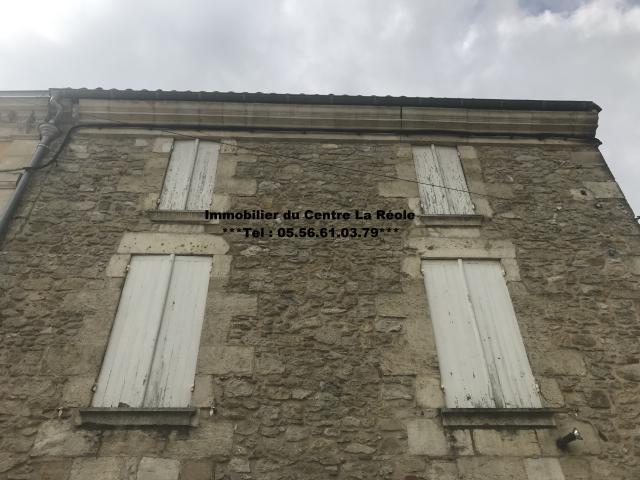 Immobilier du Centre La Réole
***Tel : 05.56.61.03.79***